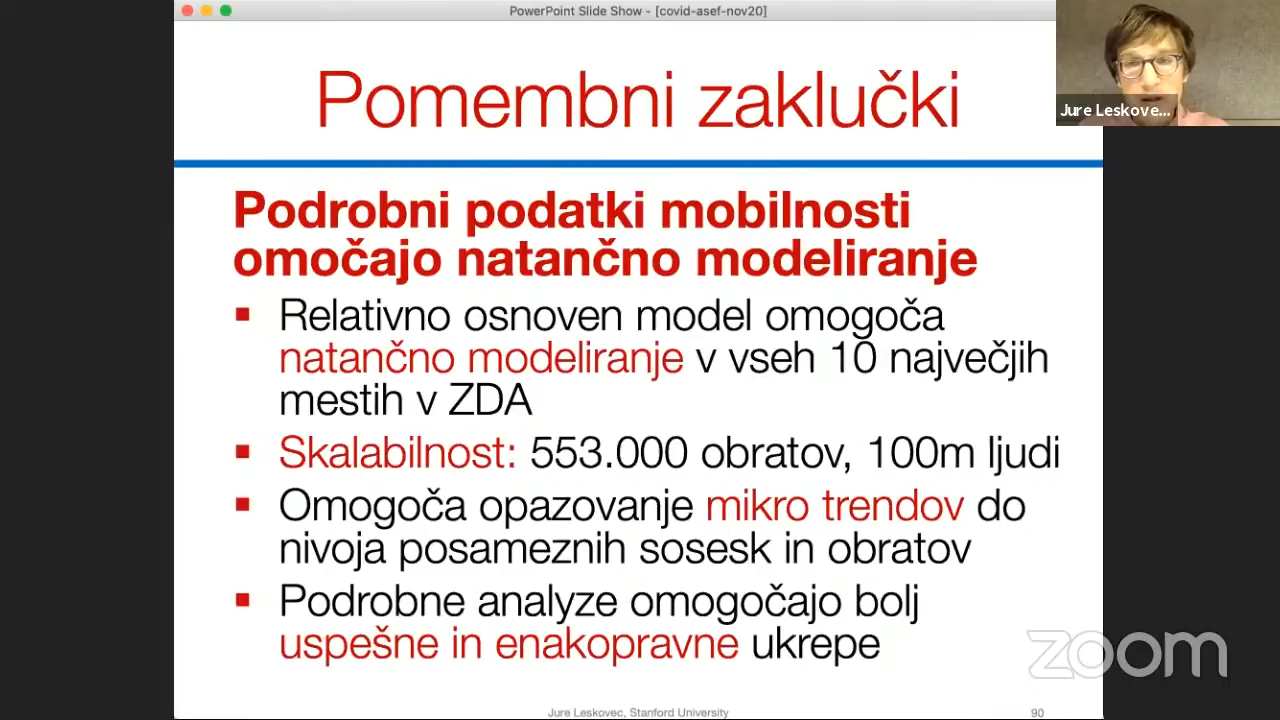 PowerPoint Slide Show - [covid-asef-nov20]
Jure Leskove...
Pomembni zaklučki
Podrobni podatki mobilnosti
omočajo natančno modeliranje
Relativno osnoven model omogoča
natančno modeliranje v vseh 10 največjih
mestih v ZDA
Skalabilnost: 553.000 obratov, 100m ljudi
Omogoča opazovanje mikro trendov do
nivoja posameznih sosesk in obratov
Podrobne analyze omogočajo bolj
uspešne in enakopravne ukrepe
zoom
Jure Leskovec, Stanford University
90